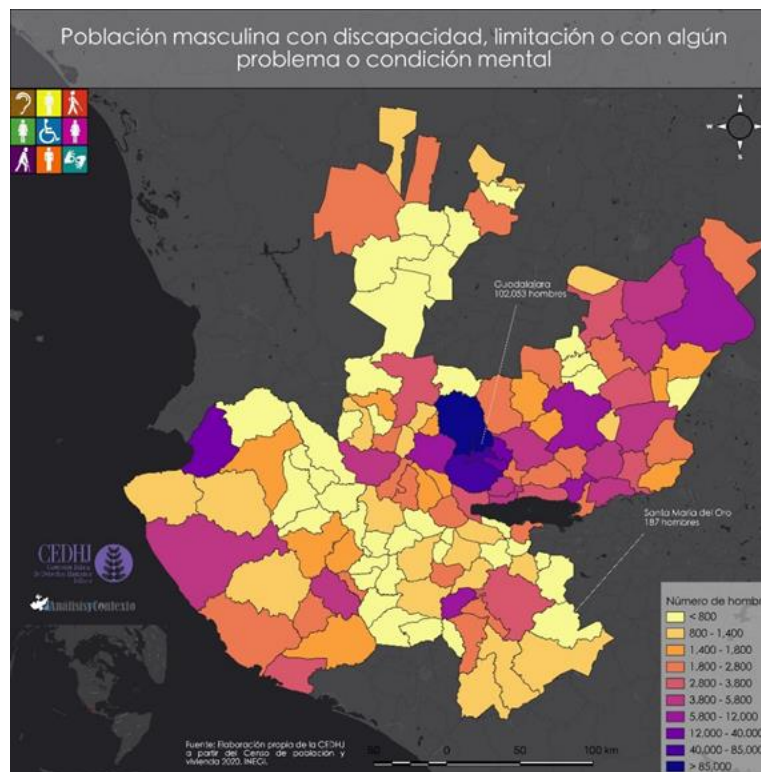 Población masculina con discapacidad, limitación o con algún
problema o condición mental
N
W
S
Guadalajara
102,053 hombres
Santa María del Oro
187 hombres
CEDHJ
#AnálisisyContexto
Número de hombr
< 800
800 - 1,400
1,400 - 1,800
1,800 - 2,800
2,800 - 3,800
3,800 - 5,800
5,800 - 12,000
12,000 - 40,000
40,000 - 85,000
> 85,000
Fuente: Elaboración propia de la CEDHJ
a partir del Censo de población y
vivienda 2020, INEGI.
50 0 50 100 km